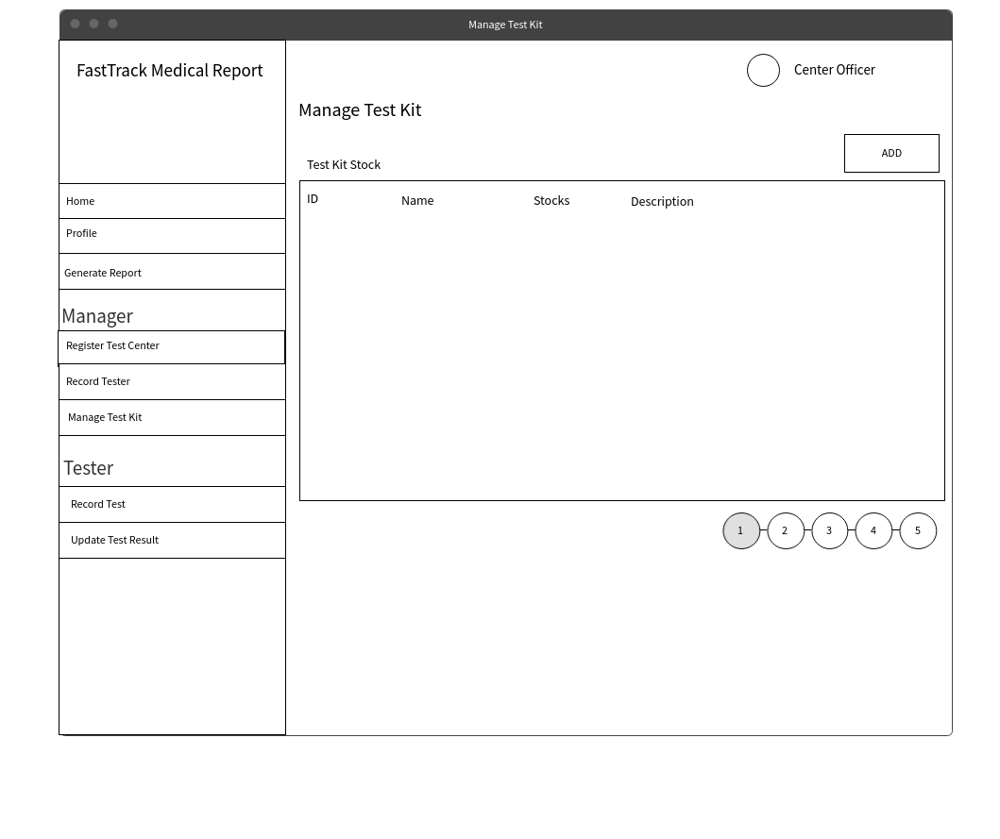 Manage Test Kit
FastTrack Medical Report
Center Officer
Manage Test Kit
ADD
Test Kit Stock
ID Name Stocks Description
Home
Profile
Generate Report
Manager
Register Test Center
Record Tester
Manage Test Kit
Tester
Record Test
Update Test Result
1 2 3 4 5